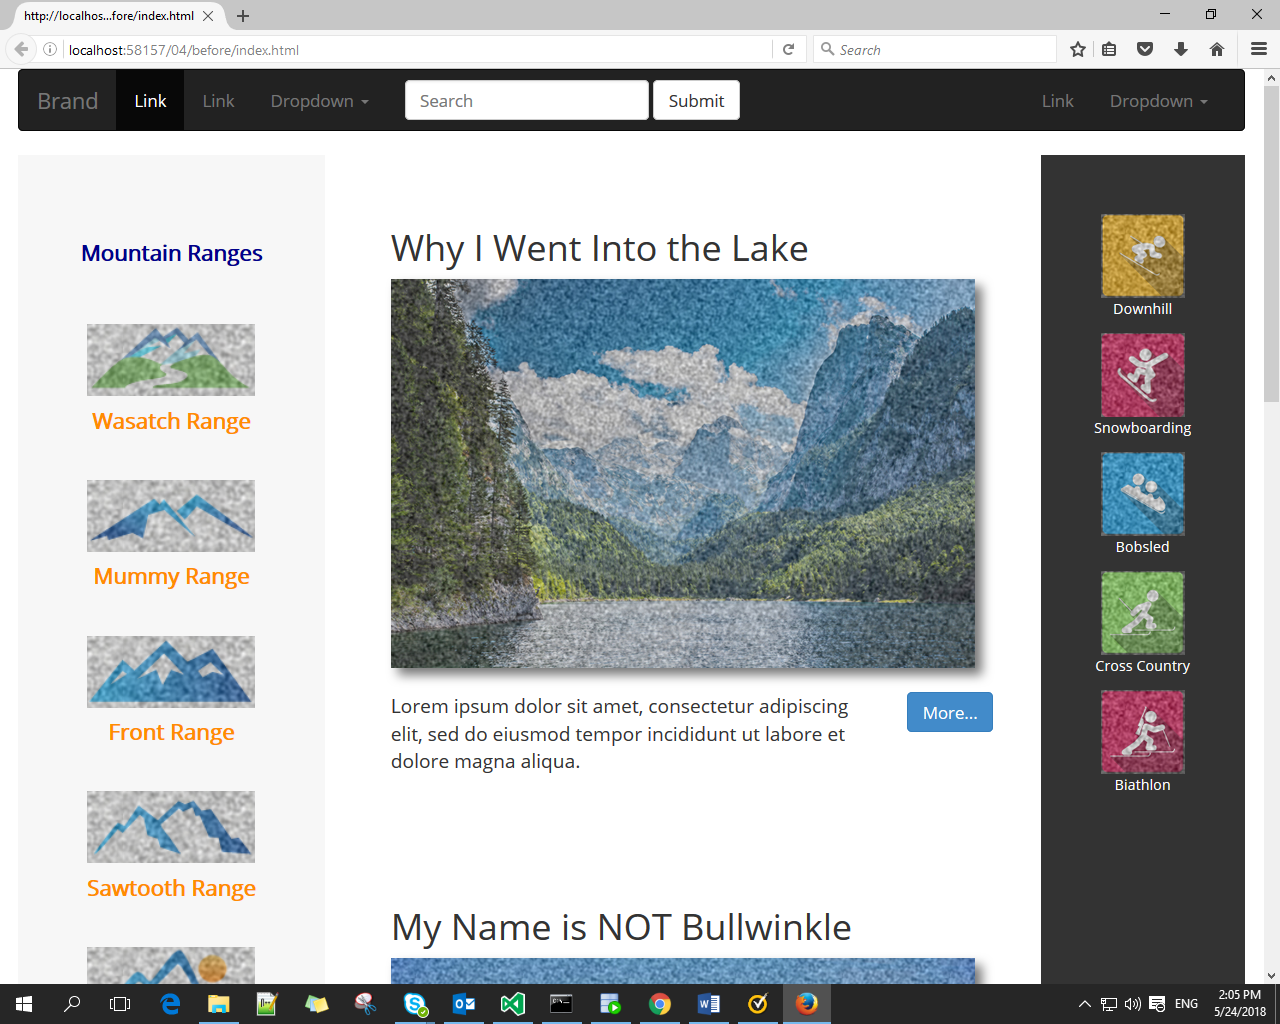 http://localhos...fore/index.html
localhost:58157/04/before/index.html
Search
Brand
Link
Link
Dropdown
Search
Submit
Link
Dropdown
Mountain Ranges
Wasatch Range
Mummy Range
Front Range
Sawtooth Range
Why I Went Into the Lake
Lorem ipsum dolor sit amet, consectetur adipiscing
elit, sed do eiusmod tempor incididunt ut labore et
dolore magna aliqua.
More...
My Name is NOT Bullwinkle
Downhill
Snowboarding
Bobsled
Cross Country
Biathlon
ENG
2:05 PM
5/24/2018